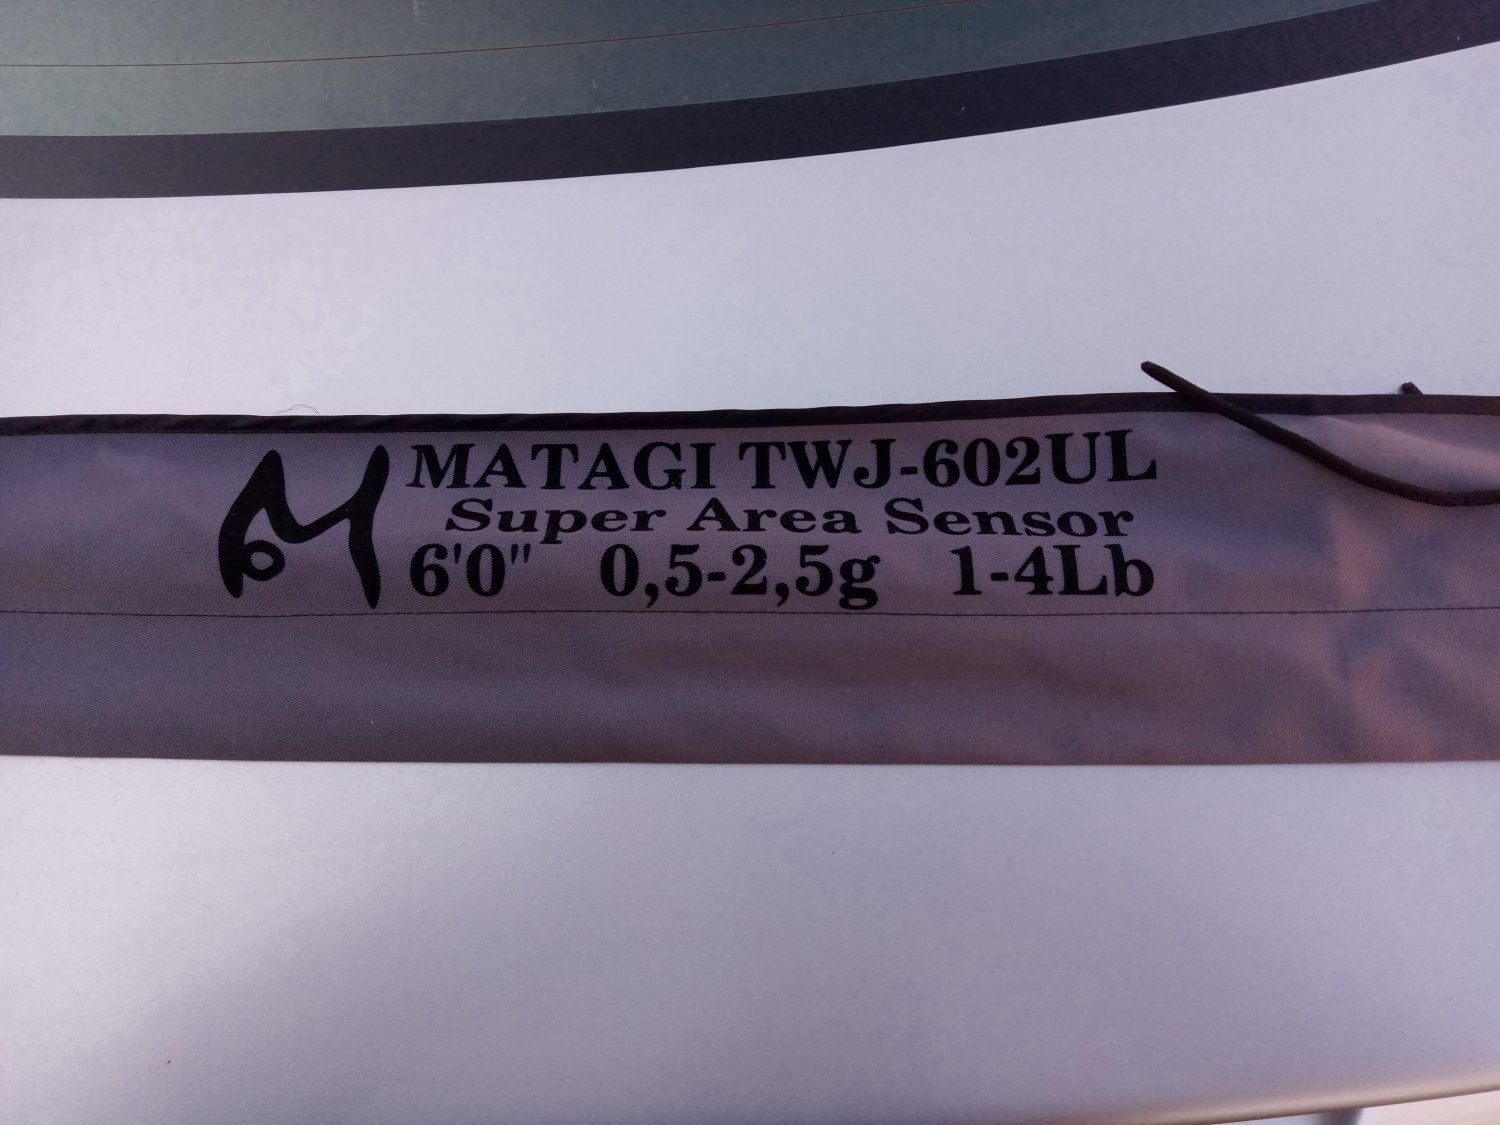 MATAGI TWJ-602UL
Super Area Sensor
6'0" 0,5-2,5g 1-4Lb